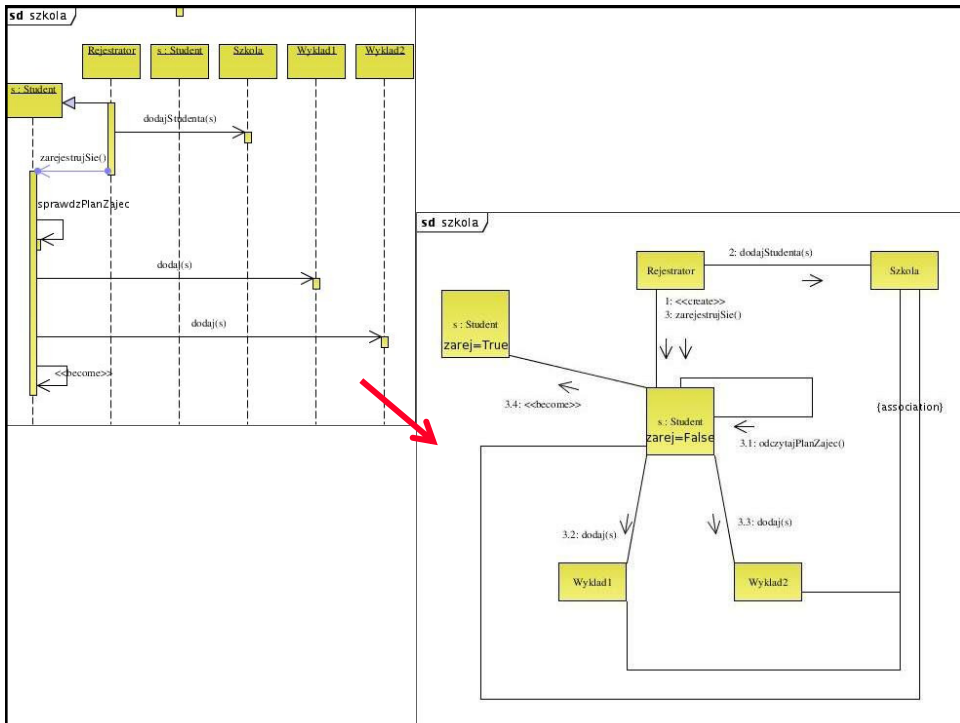 sd szkola
Rejestrator
s : Student
Szkola
Wyklad1
Wyklad2
s : Student
dodajStudenta(s)
zarejestrujSie()
sprawdzPlanZajec
dodaj(s)
dodaj(s)
<<become>>
sd szkola
2: dodajStudenta(s)
Rejestrator
Szkola
1: <<create>>
3: zarejestrujSie()
s : Student
zarej=True
3.4: <<become>>
{association}
s : Student
zarej=False
3.1: odczytajPlanZajec()
3.2: dodaj(s)
3.3: dodaj(s)
Wyklad1
Wyklad2